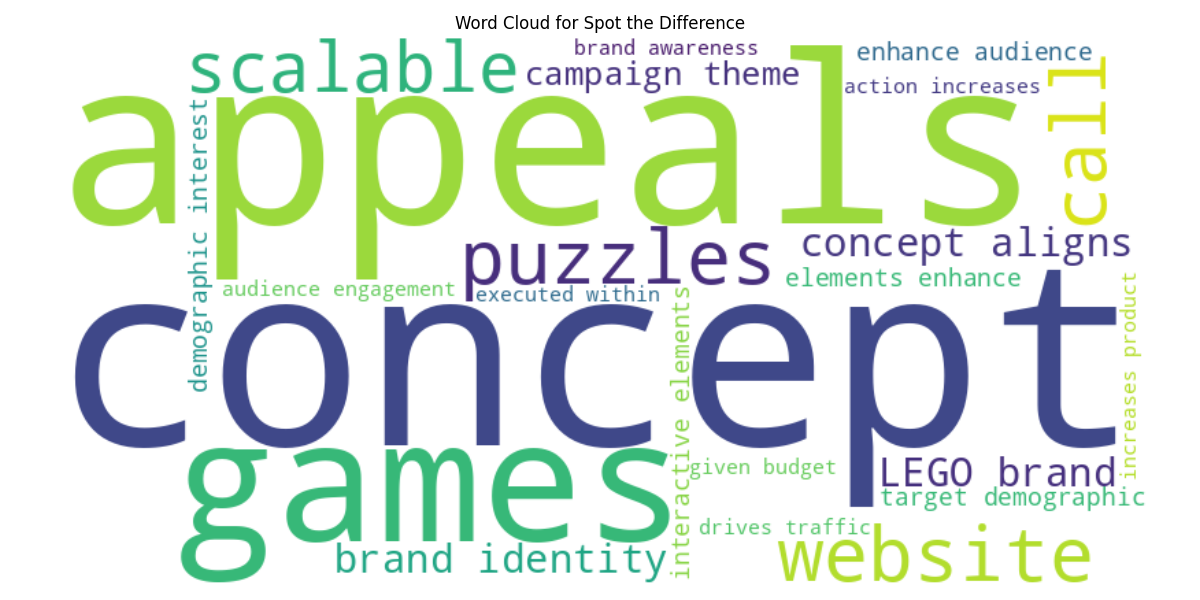 Word Cloud for Spot the Difference
scalable
brand awareness
campaign theme
enhance audience
action increases
call
appeals
demographic interest
puzzles
concept aligns
elements enhance
audience engagement
executed within
concept
interactive elements
increases product
games
given budget
LEGO brand
target demographic
drives traffic
brand identity
website